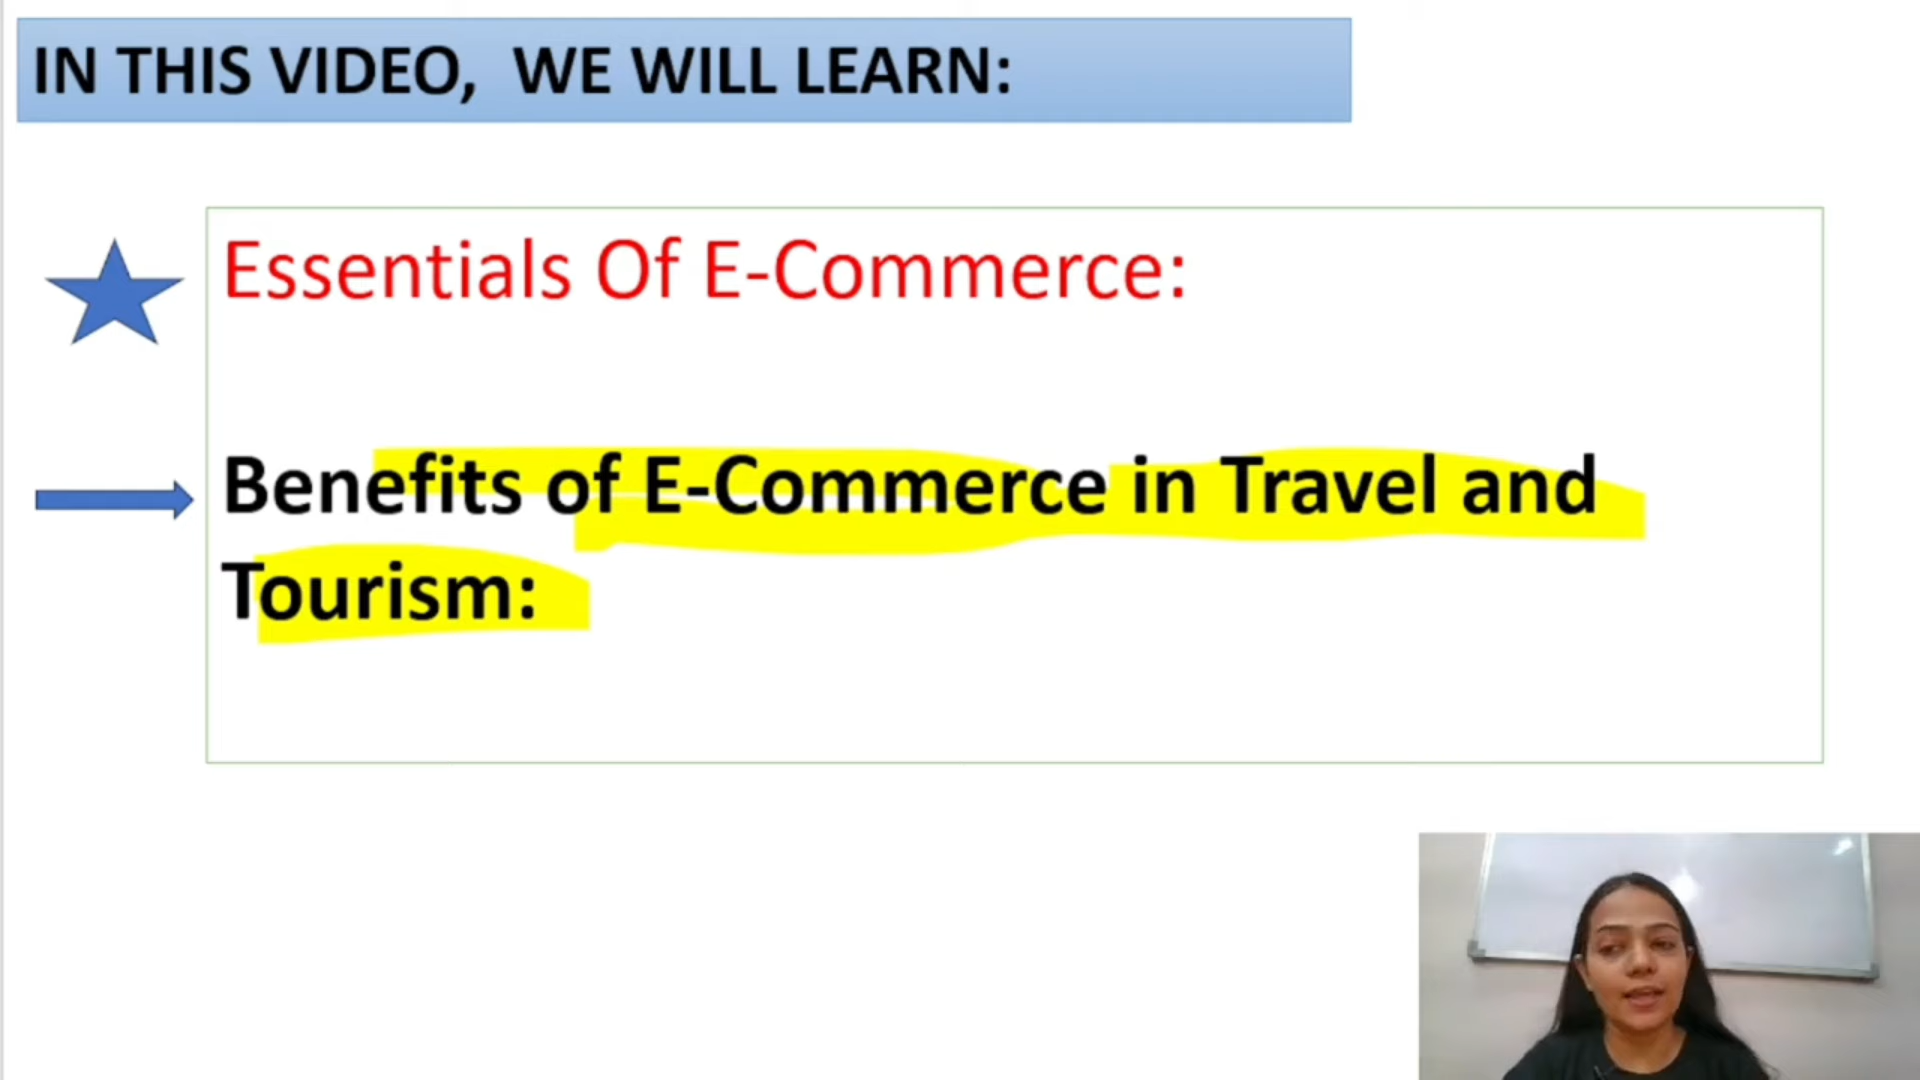 IN THIS VIDEO, WE WILL LEARN:
Essentials Of E-Commerce:
Benefits of E-Commerce in Travel and
Tourism: